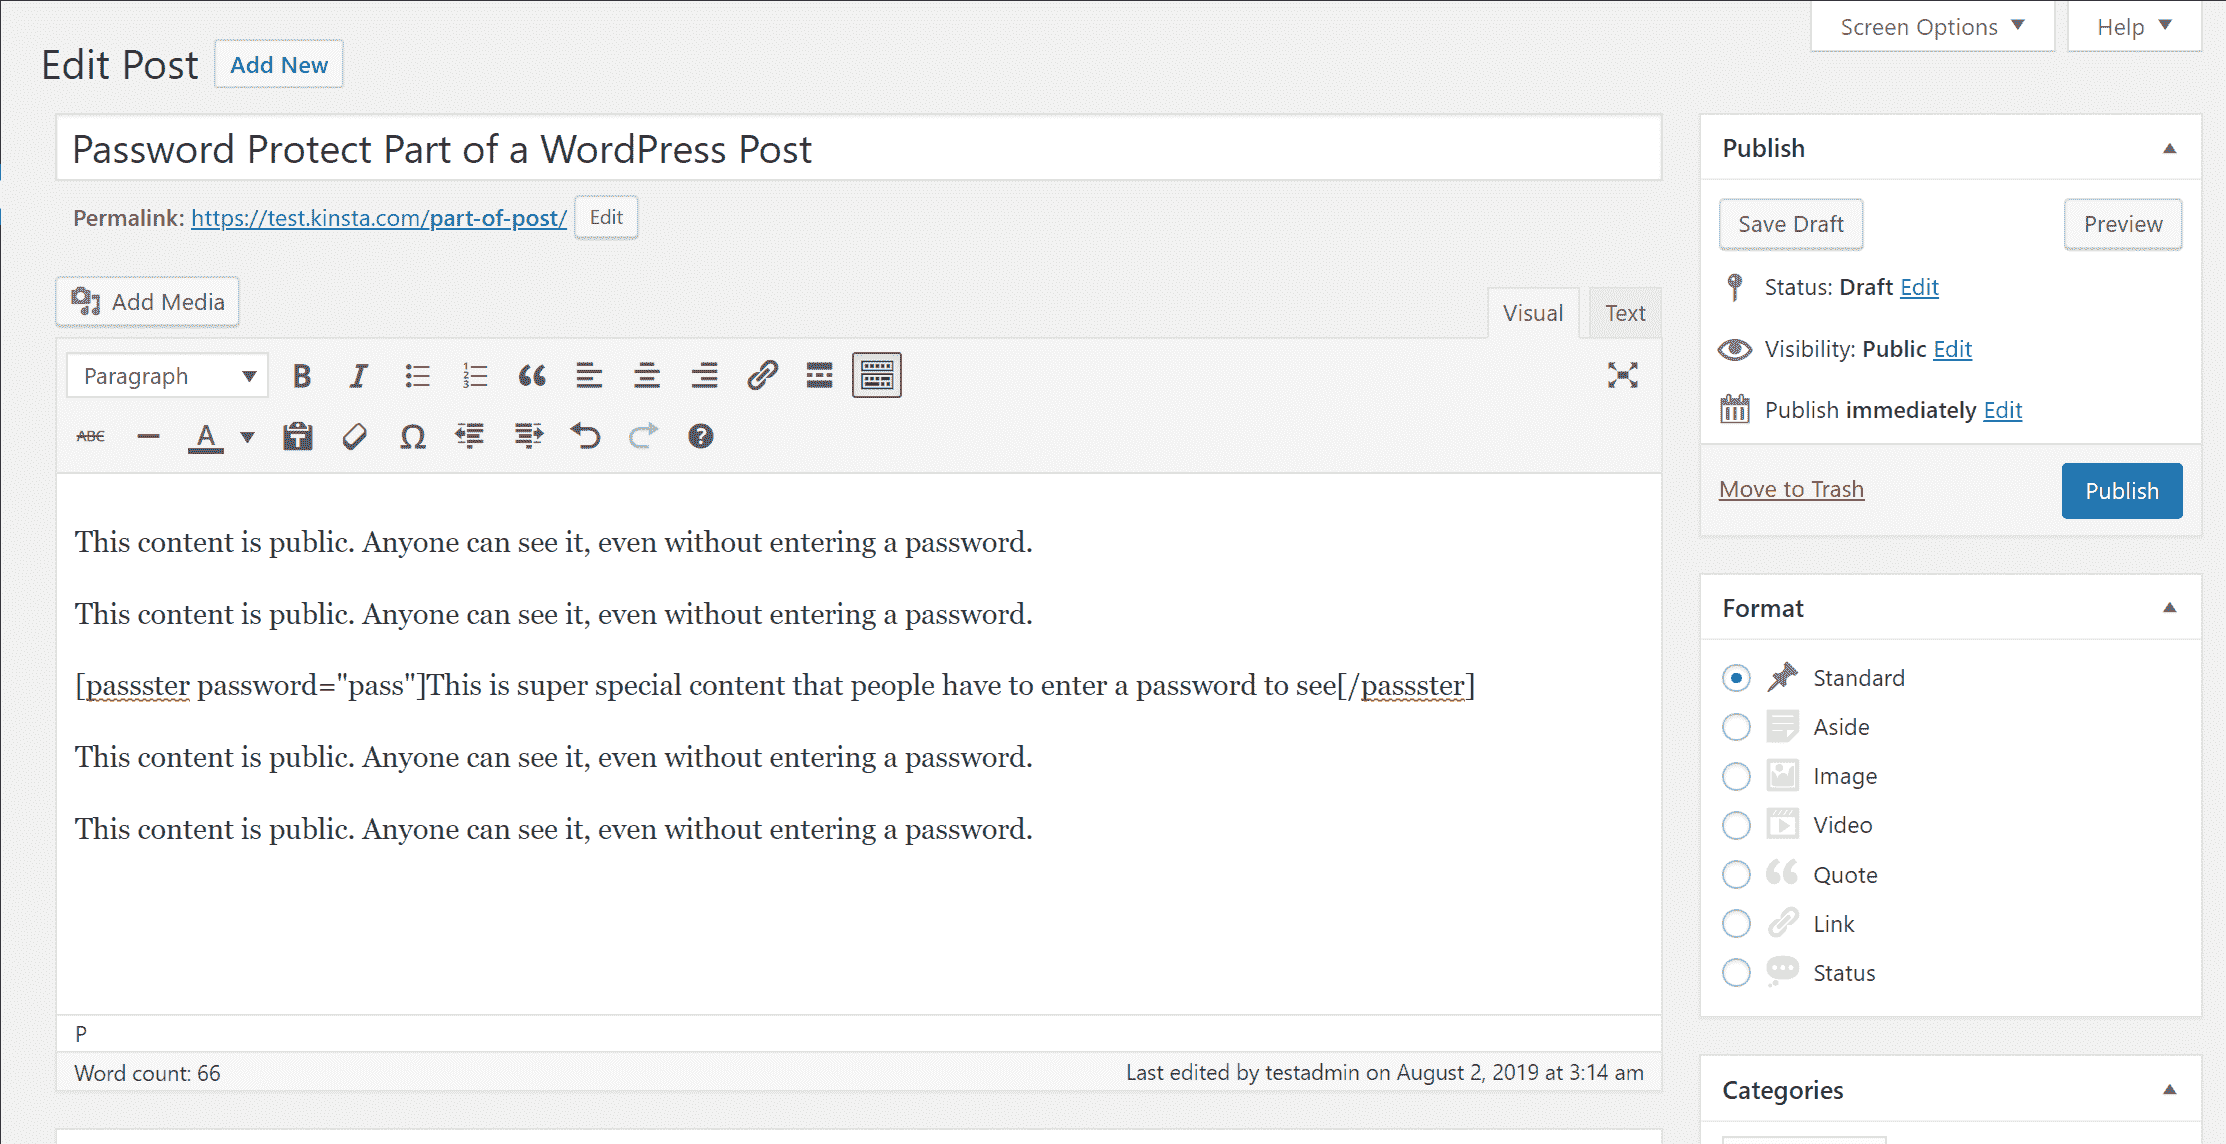 Screen Options
Help
Edit Post
Add New
Password Protect Part of a WordPress Post
Permalink: https://test.kinsta.com/part-of-post/ Edit
Add Media
Visual
Text
Paragraph
B
I
ABC
A
This content is public. Anyone can see it, even without entering a password.
This content is public. Anyone can see it, even without entering a password.
[passster password="pass"]This is super special content that people have to enter a password to see[/passster]
This content is public. Anyone can see it, even without entering a password.
This content is public. Anyone can see it, even without entering a password.
P
Word count: 66
Last edited by testadmin on August 2, 2019 at 3:14 am
Publish
Save Draft
Preview
Status: Draft Edit
Visibility: Public Edit
Publish immediately Edit
Move to Trash
Publish
Format
Standard
Aside
Image
Video
Quote
Link
Status
Categories